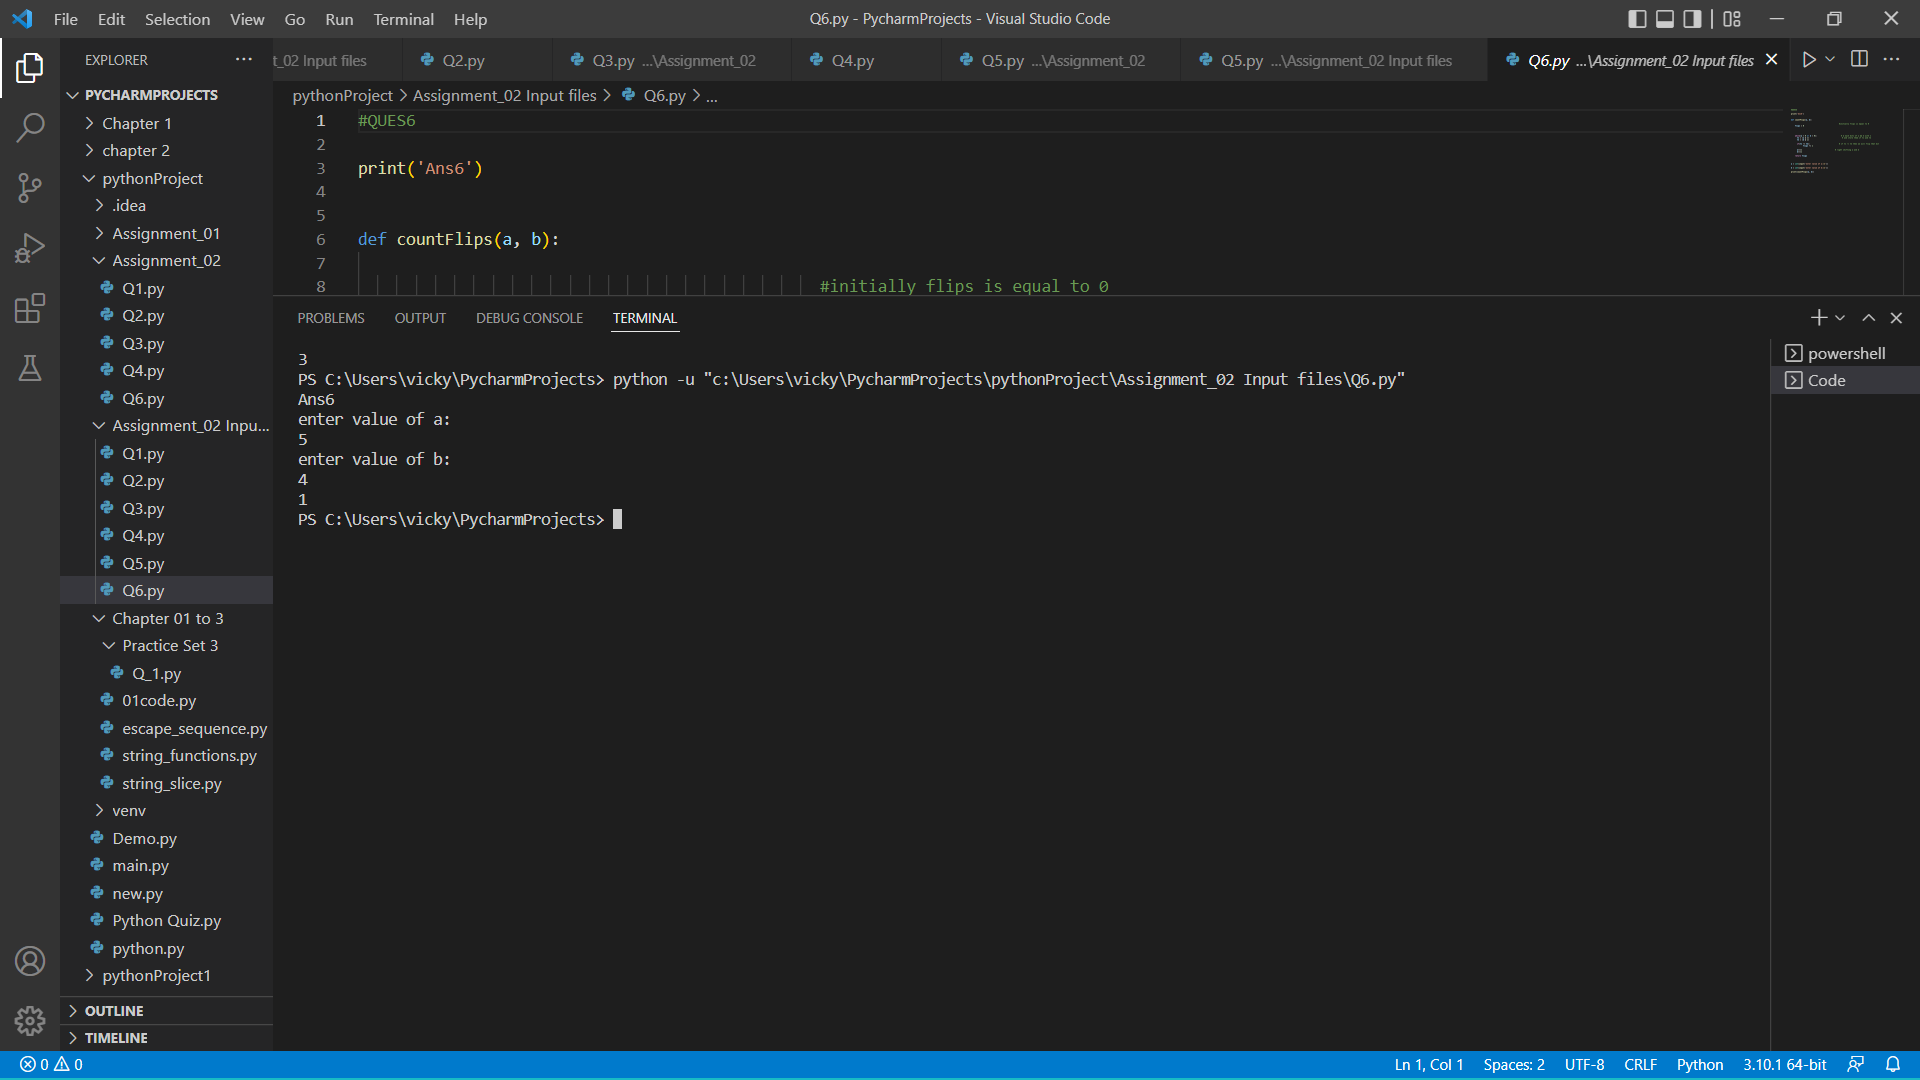 File Edit Selection View Go Run Terminal Help
Q6.py - PycharmProjects - Visual Studio Code
EXPLORER
PYCHARMPROJECTS
Chapter 1
chapter 2
pythonProject
.idea
Assignment_01
Assignment_02
Q1.py
Q2.py
Q3.py
Q4.py
Q6.py
Assignment_02 Inpu...
Q1.py
Q2.py
Q3.py
Q4.py
Q5.py
Q6.py
Chapter 01 to 3
Practice Set 3
Q_1.py
01code.py
escape_sequence.py
string_functions.py
string_slice.py
venv
Demo.py
main.py
new.py
Python Quiz.py
python.py
pythonProject1
OUTLINE
TIMELINE
t_02 Input files Q2.py Q3.py ...\Assignment_02 Q4.py Q5.py ...\Assignment_02 Q5.py ...\Assignment_02 Input files Q6.py ...\Assignment_02 Input files
pythonProject > Assignment_02 Input files > Q6.py > ...
1 #QUES6
2
3 print('Ans6')
4
5
6 def countFlips(a, b):
7
8 #initially flips is equal to 0
PROBLEMS OUTPUT DEBUG CONSOLE TERMINAL
3
PS C:\Users\vicky\PycharmProjects> python -u "c:\Users\vicky\PycharmProjects\pythonProject\Assignment_02 Input files\Q6.py"
Ans6
enter value of a:
5
enter value of b:
4
1
PS C:\Users\vicky\PycharmProjects>
powershell
Code
0 0
Ln 1, Col 1 Spaces: 2 UTF-8 CRLF Python 3.10.1 64-bit